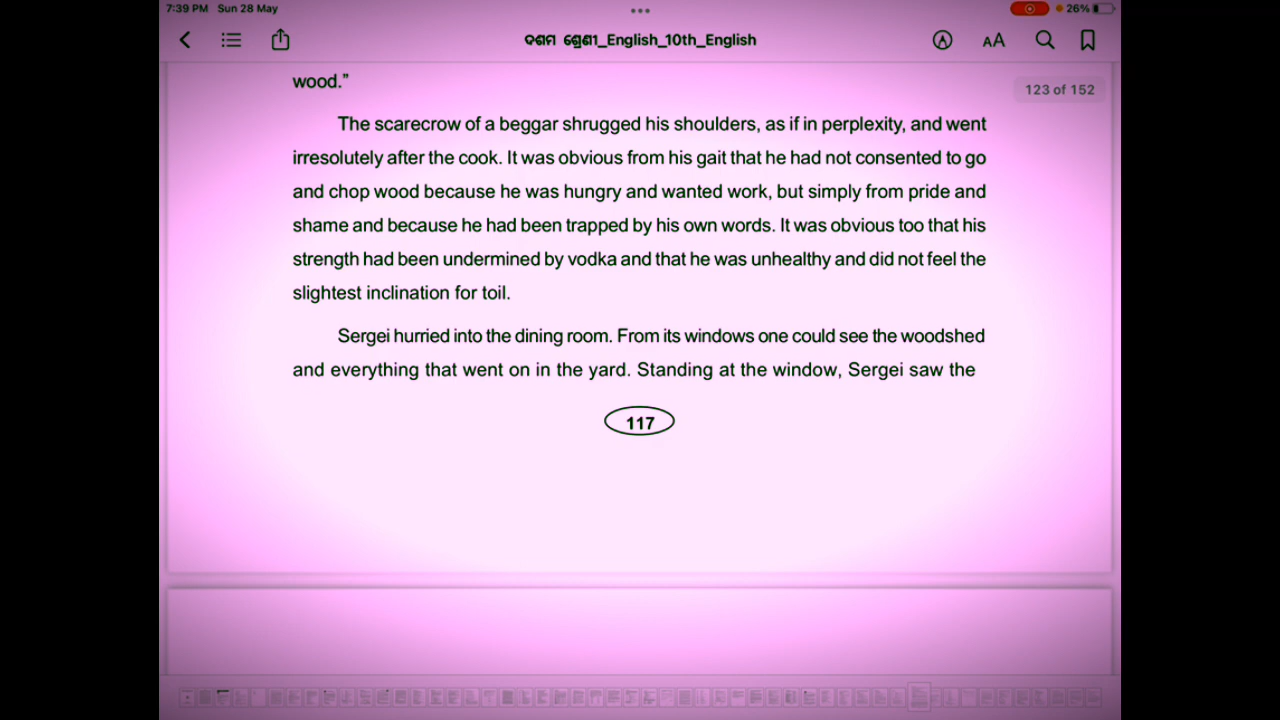 7:39 PM Sun 28 May
26%
ଦଶମ ଶ୍ରେଣୀ_English_10th_English
AA
123 of 152
wood.”
The scarecrow of a beggar shrugged his shoulders, as if in perplexity, and went
irresolutely after the cook. It was obvious from his gait that he had not consented to go
and chop wood because he was hungry and wanted work, but simply from pride and
shame and because he had been trapped by his own words. It was obvious too that his
strength had been undermined by vodka and that he was unhealthy and did not feel the
slightest inclination for toil.
Sergei hurried into the dining room. From its windows one could see the woodshed
and everything that went on in the yard. Standing at the window, Sergei saw the
117